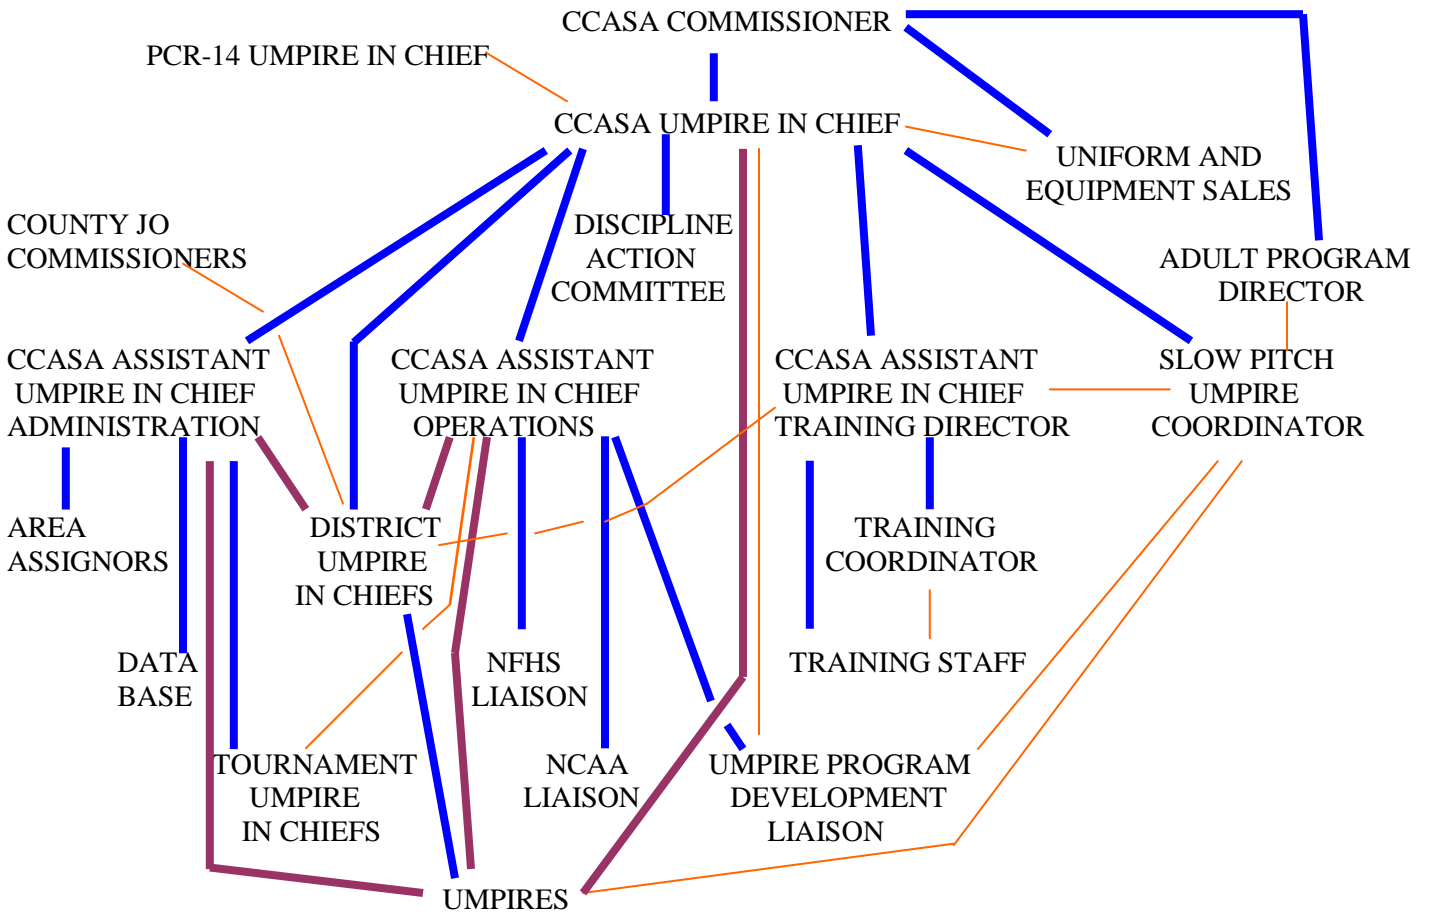 CCASA COMMISSIONER
PCR-14 UMPIRE IN CHIEF
CCASA UMPIRE IN CHIEF
UNIFORM AND
EQUIPMENT SALES
COUNTY JO
COMMISSIONERS
DISCIPLINE
ACTION
COMMITTEE
ADULT PROGRAM
DIRECTOR
CCASA ASSISTANT
UMPIRE IN CHIEF
ADMINISTRATION
CCASA ASSISTANT
UMPIRE IN CHIEF
OPERATIONS
CCASA ASSISTANT
UMPIRE IN CHIEF
TRAINING DIRECTOR
SLOW PITCH
UMPIRE
COORDINATOR
AREA
ASSIGNORS
DISTRICT
UMPIRE
IN CHIEFS
TRAINING
COORDINATOR
DATA
BASE
NFHS
LIAISON
TRAINING STAFF
TOURNAMENT
UMPIRE
IN CHIEFS
NCAA
LIAISON
UMPIRE PROGRAM
DEVELOPMENT
LIAISON
UMPIRES